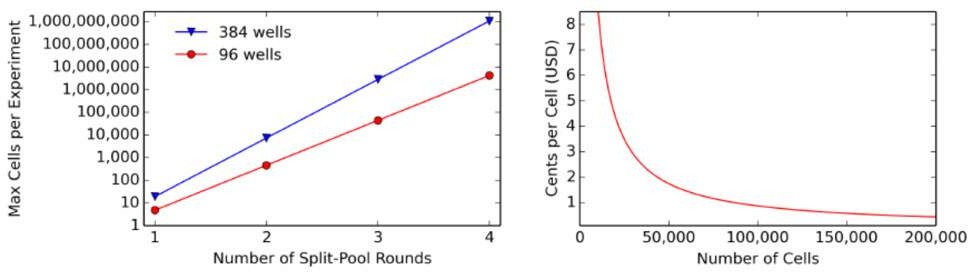 Max Cells per Experiment
1,000,000,000
100,000,000
10,000,000
1,000,000
100,000
10,000
1,000
100
10
1
384 wells
96 wells
1 2 3 4
Number of Split-Pool Rounds
Cents per Cell (USD)
8
7
6
5
4
3
2
1
0 50,000 100,000 150,000 200,000
Number of Cells